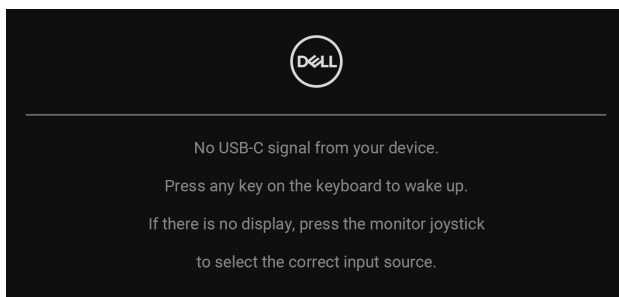 DELL
No USB-C signal from your device.
Press any key on the keyboard to wake up.
If there is no display, press the monitor joystick
to select the correct input source.